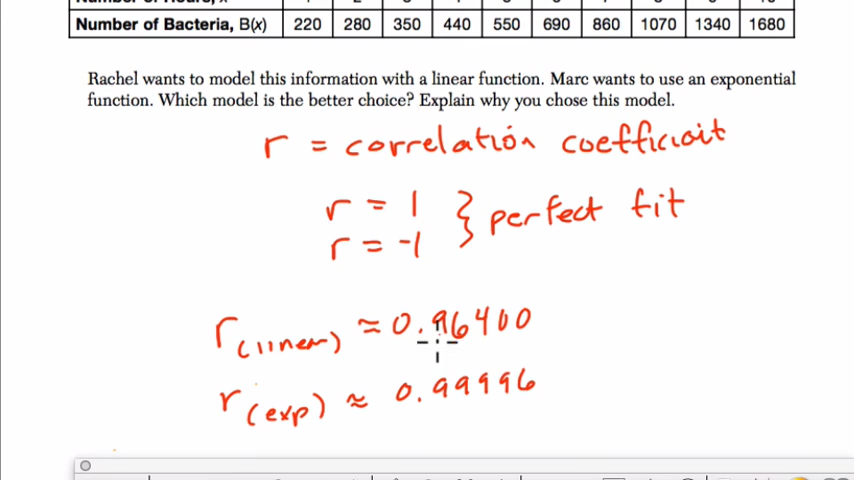 Number of Bacteria, B(x) 220 280 350 440 550 690 860 1070 1340 1680
Rachel wants to model this information with a linear function. Marc wants to use an exponential
function. Which model is the better choice? Explain why you chose this model.
r = correlation coefficient
r = 1
r = -1
} perfect fit
r(linear) ≈ 0.96400
r(exp) ≈ 0.99996